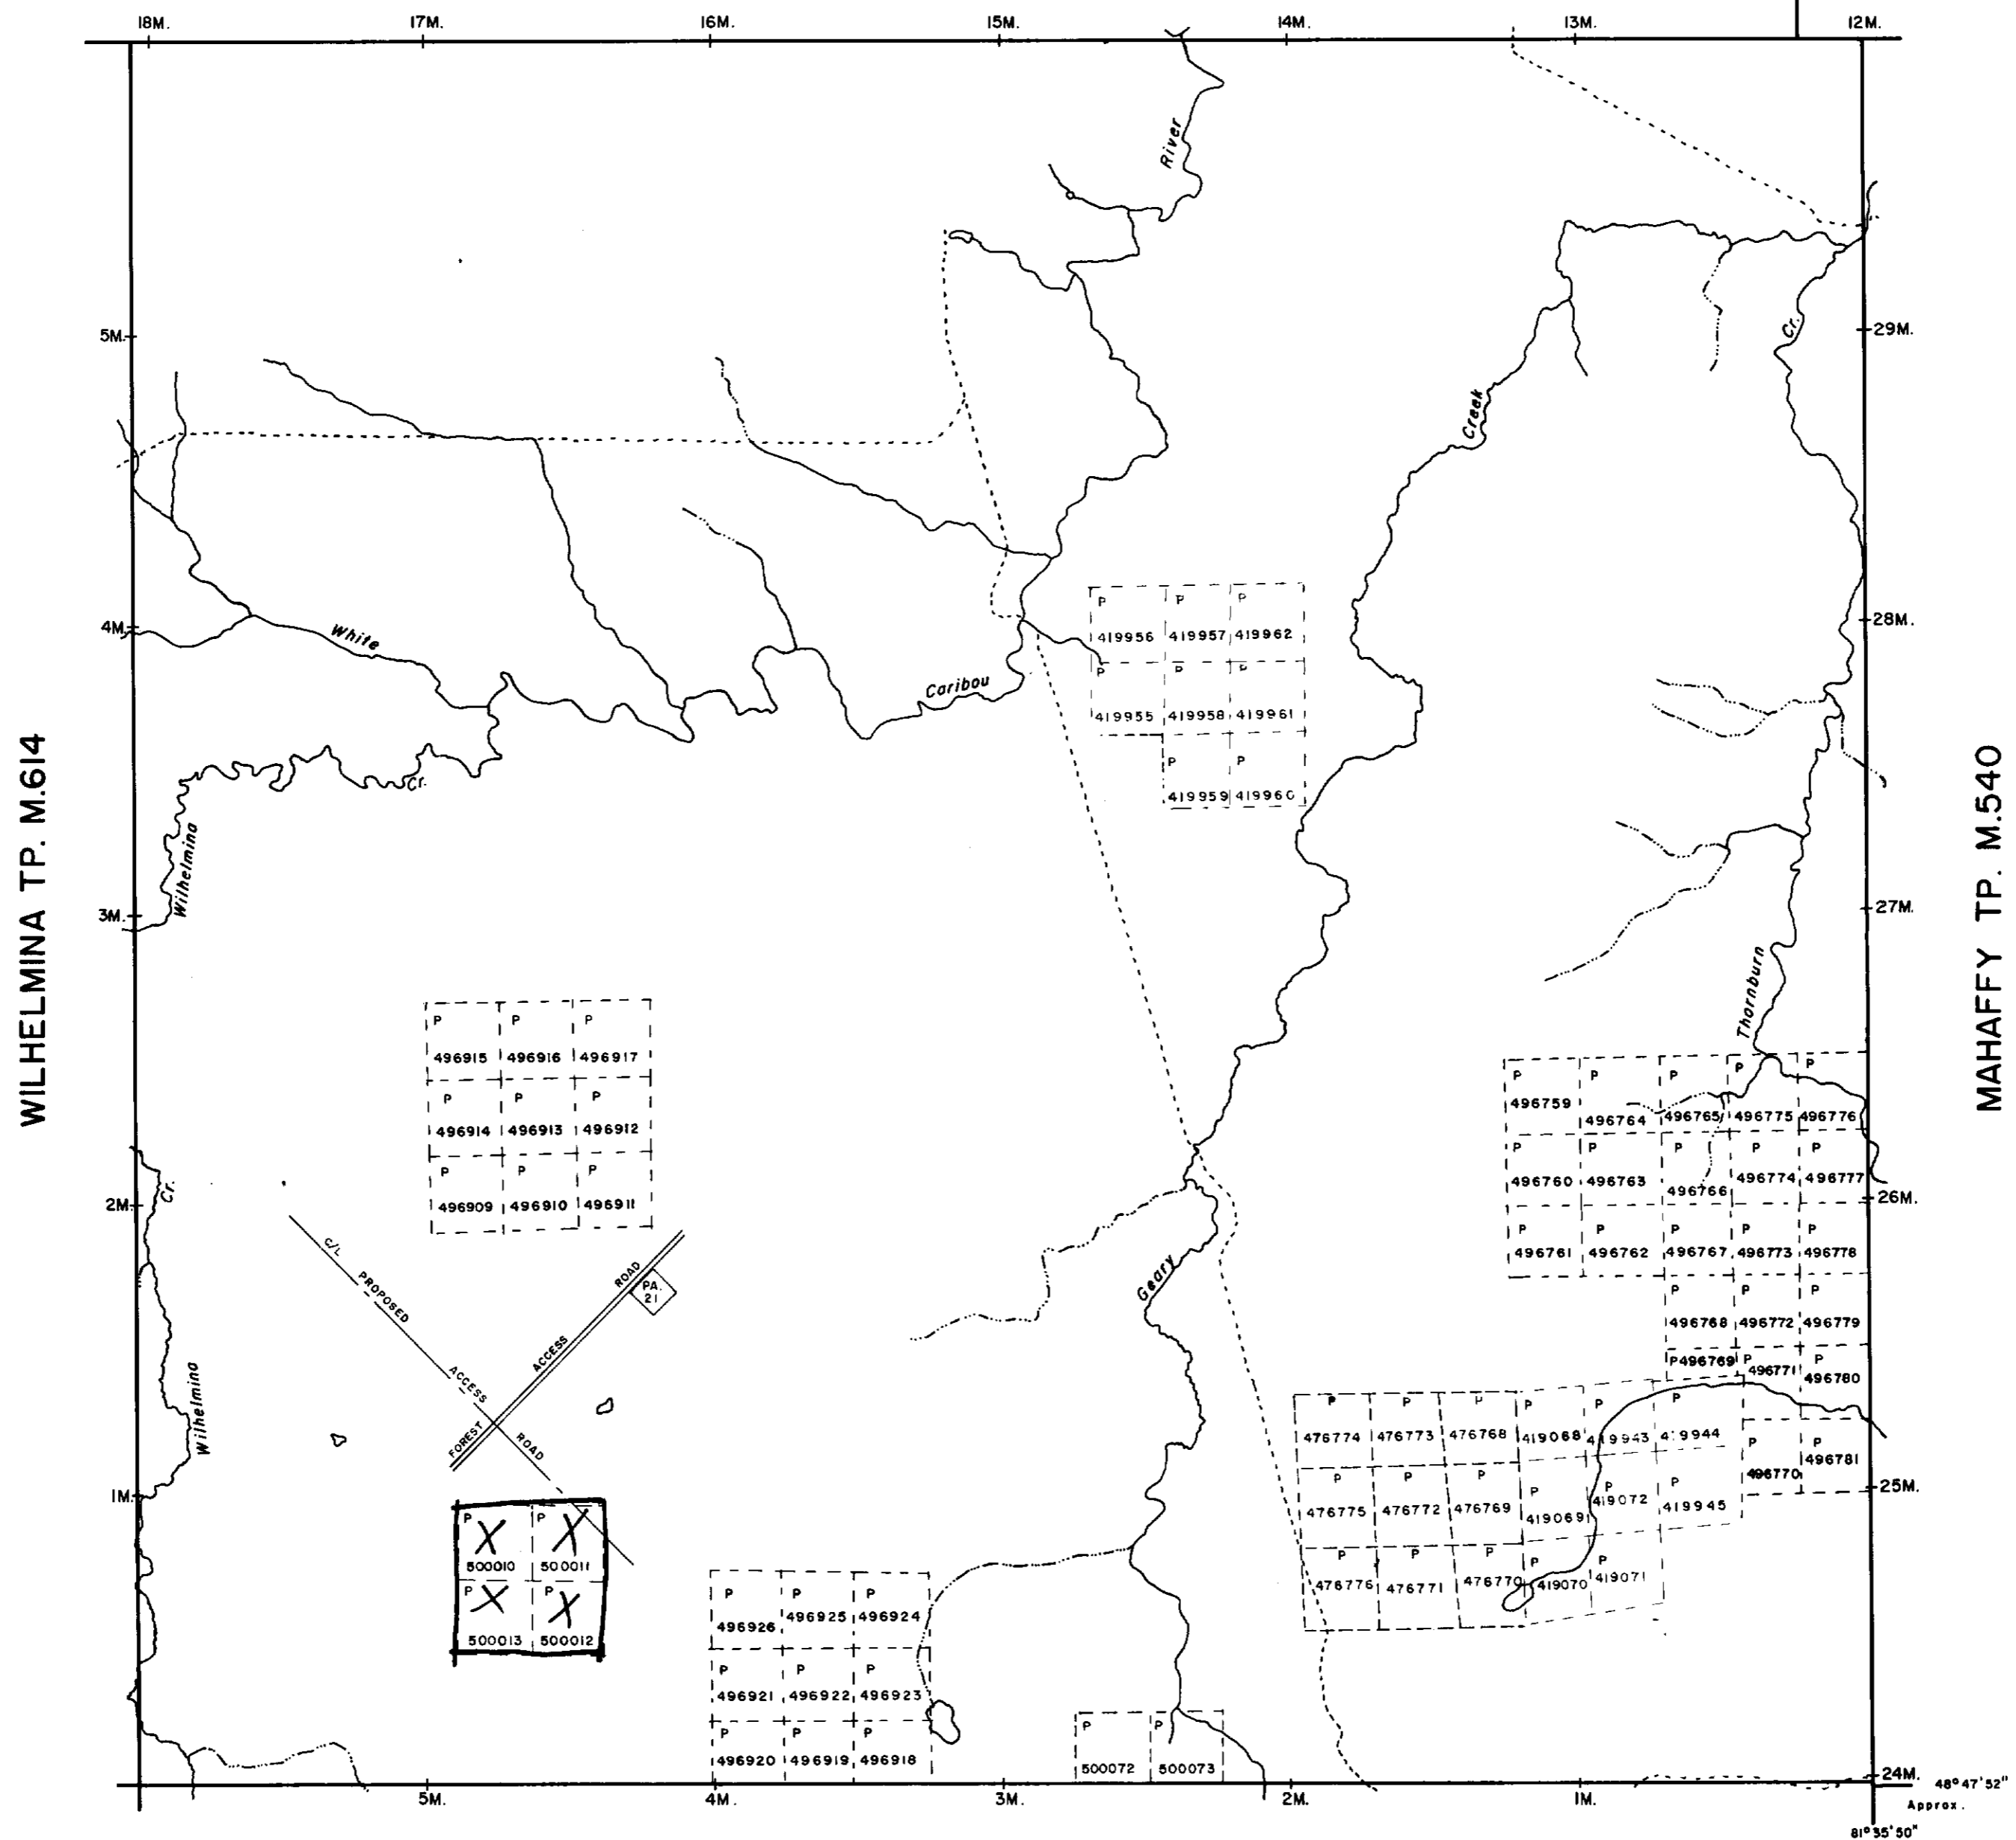 18M. 17M. 16M. 15M. 14M. 13M. 12M.
River
5M.
29M.
Cr.
Creek
White
4M.
28M.
P P P
419956 419957 419962
Caribou
P P P
419955 419958 419961
P P
419959 419960
Cr.
WILHELMINA TP. M.614
MAHAFFY TP. M.540
Wilhelmina
3M.
27M.
Thornburn
P P P
496915 496916 496917
P P P
496914 496913 496912
P P P
496909 496910 496911
P P P P P
496759 496764 496765 496775 496776
P P P P P
496760 496763 496766 496774 496777
Cr.
2M.
26M.
P P P P P
496761 496762 496767 496773 496778
C/L PROPOSED ACCESS ROAD
FOREST ACCESS ROAD
PA.
21
Geary
P P P
496768 496772 496779
P496769 P 496771 P 496780
Wilhelmina
P P P P P P
476774 476773 476768 419068 419943 419944
P P
496770 496781
1M.
25M.
P P P P P P
476775 476772 476769 419069 419072 419945
P P P P P
476776 476771 476770 419070 419071
P X P X
500010 500011
P X P X
500013 500012
P P P
496926 496925 496924
P P P
496921 496922 496923
P P P
496920 496919 496918
P P
500072 500073
24M.
48°47'52"
Approx.
5M. 4M. 3M. 2M. 1M.
81°35'50"